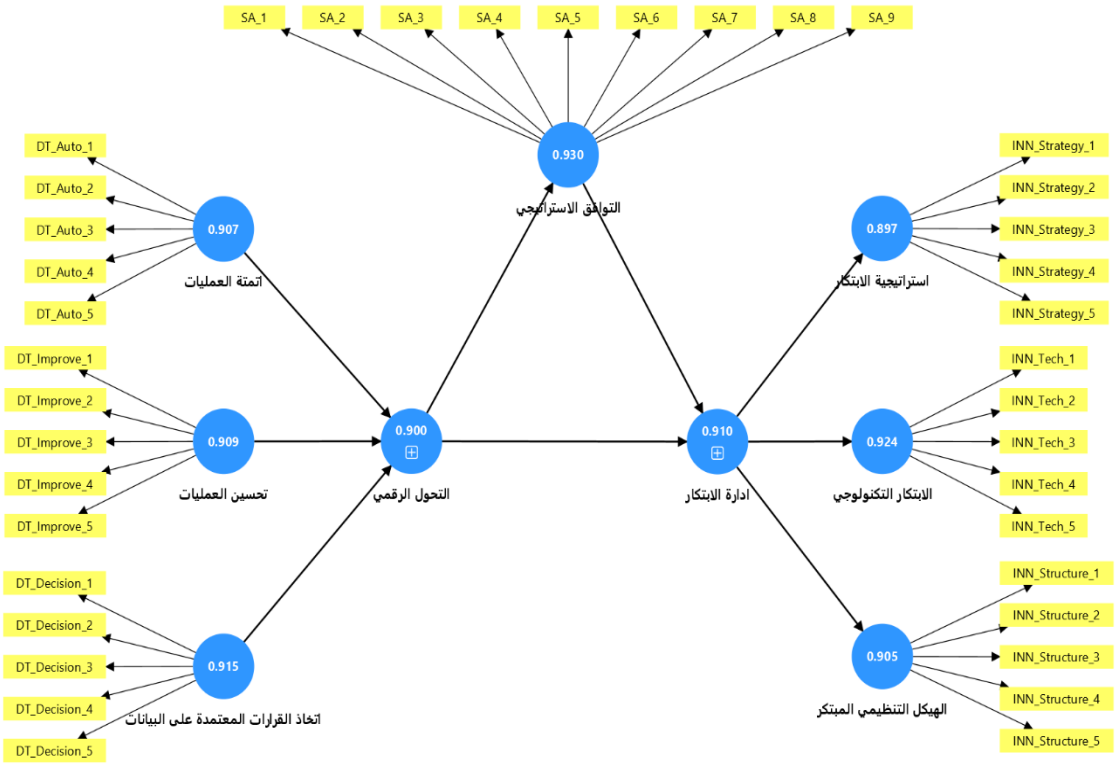 SA_1
SA_2
SA_3
SA_4
SA_5
SA_6
SA_7
SA_8
SA_9
0.930
التوافق الاستراتيجي
DT_Auto_1
DT_Auto_2
DT_Auto_3
DT_Auto_4
DT_Auto_5
0.907
اتمتة العمليات
DT_Improve_1
DT_Improve_2
DT_Improve_3
DT_Improve_4
DT_Improve_5
0.909
تحسين العمليات
DT_Decision_1
DT_Decision_2
DT_Decision_3
DT_Decision_4
DT_Decision_5
0.915
اتخاذ القرارات المعتمدة على البيانات
0.900
التحول الرقمي
0.910
ادارة الابتكار
0.897
استراتيجية الابتكار
INN_Strategy_1
INN_Strategy_2
INN_Strategy_3
INN_Strategy_4
INN_Strategy_5
0.924
الابتكار التكنولوجي
INN_Tech_1
INN_Tech_2
INN_Tech_3
INN_Tech_4
INN_Tech_5
0.905
الهيكل التنظيمي المبتكر
INN_Structure_1
INN_Structure_2
INN_Structure_3
INN_Structure_4
INN_Structure_5